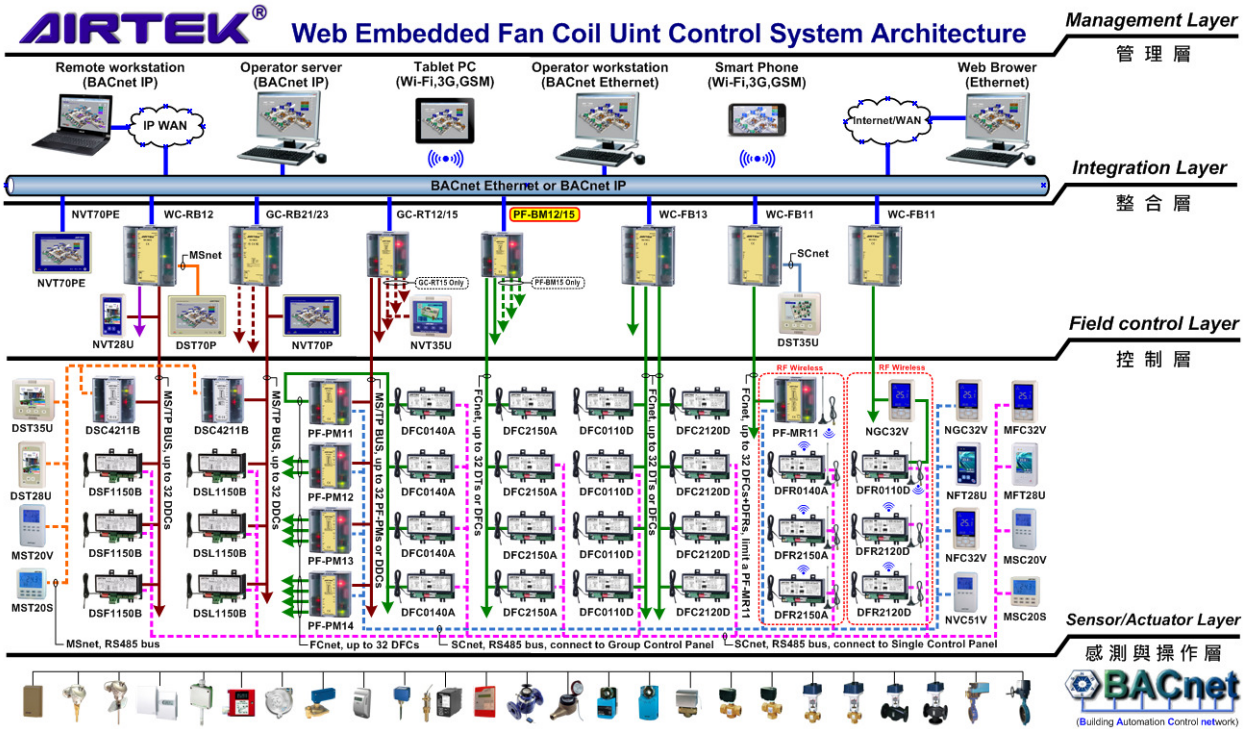 AIRTEK®
Web Embedded Fan Coil Uint Control System Architecture
Management Layer
管理層
Remote workstation
(BACnet IP)
Operator server
(BACnet IP)
Tablet PC
(Wi-Fi,3G,GSM)
Operator workstation
(BACnet Ethernet)
Smart Phone
(Wi-Fi,3G,GSM)
Web Brower
(Ethernet)
IP WAN
Internet/WAN
BACnet Ethernet or BACnet IP
Integration Layer
整合層
NVT70PE
WC-RB12
GC-RB21/23
GC-RT12/15
PF-BM12/15
WC-FB13
WC-FB11
WC-FB11
MSnet
SCnet
GC-RT15 Only
PF-BM15 Only
NVT70PE
NVT28U
DST70P
NVT70P
NVT35U
DST35U
Field control Layer
控制層
RF Wireless
RF Wireless
DST35U
DSC4211B
DSC4211B
PF-PM11
DFC0140A
DFC2150A
DFC0110D
DFC2120D
PF-MR11
NGC32V
NGC32V
MFC32V
DST28U
DSF1150B
DSL1150B
PF-PM12
DFC0140A
DFC2150A
DFC0110D
DFC2120D
DFR0140A
DFR0110D
NFT28U
MFT28U
MST20V
DSF1150B
DSL1150B
PF-PM13
DFC0140A
DFC2150A
DFC0110D
DFC2120D
DFR2150A
DFR2120D
NFC32V
MSC20V
MST20S
DSF1150B
DSL1150B
PF-PM14
DFC0140A
DFC2150A
DFC0110D
DFC2120D
DFR2150A
DFR2120D
NVC51V
MSC20S
MS/TP BUS, up to 32 DDCs
MS/TP BUS, up to 32 DDCs
MS/TP BUS, up to 32 PF-PMs or DDCs
FCnet, up to 32 DTs or DFCs
FCnet, up to 32 DTs or DFCs
FCnet, up to 32 DFCs+DFRs, limit a PF-MR11
MSnet, RS485 bus
FCnet, up to 32 DFCs
SCnet, RS485 bus, connect to Group Control Panel
SCnet, RS485 bus, connect to Single Control Panel
Sensor/Actuator Layer
感測與操作層
BACnet
(Building Automation Control network)